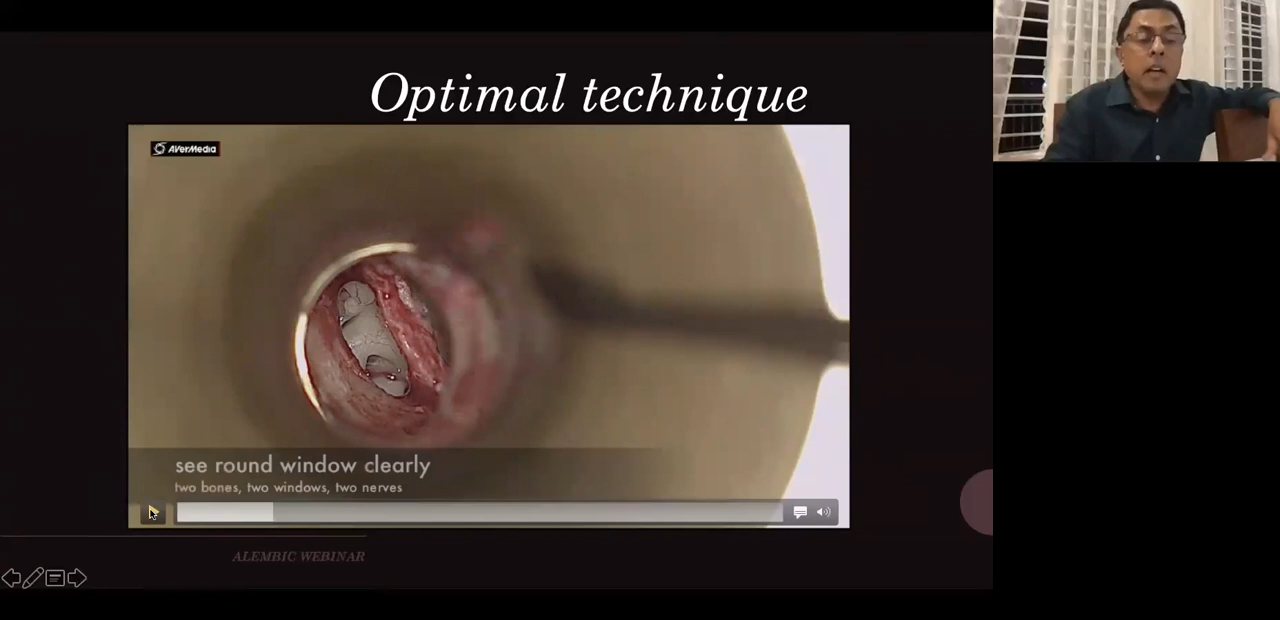 Optimal technique
AVerMedia
see round window clearly
two bones, two windows, two nerves
ALEMBIC WEBINAR